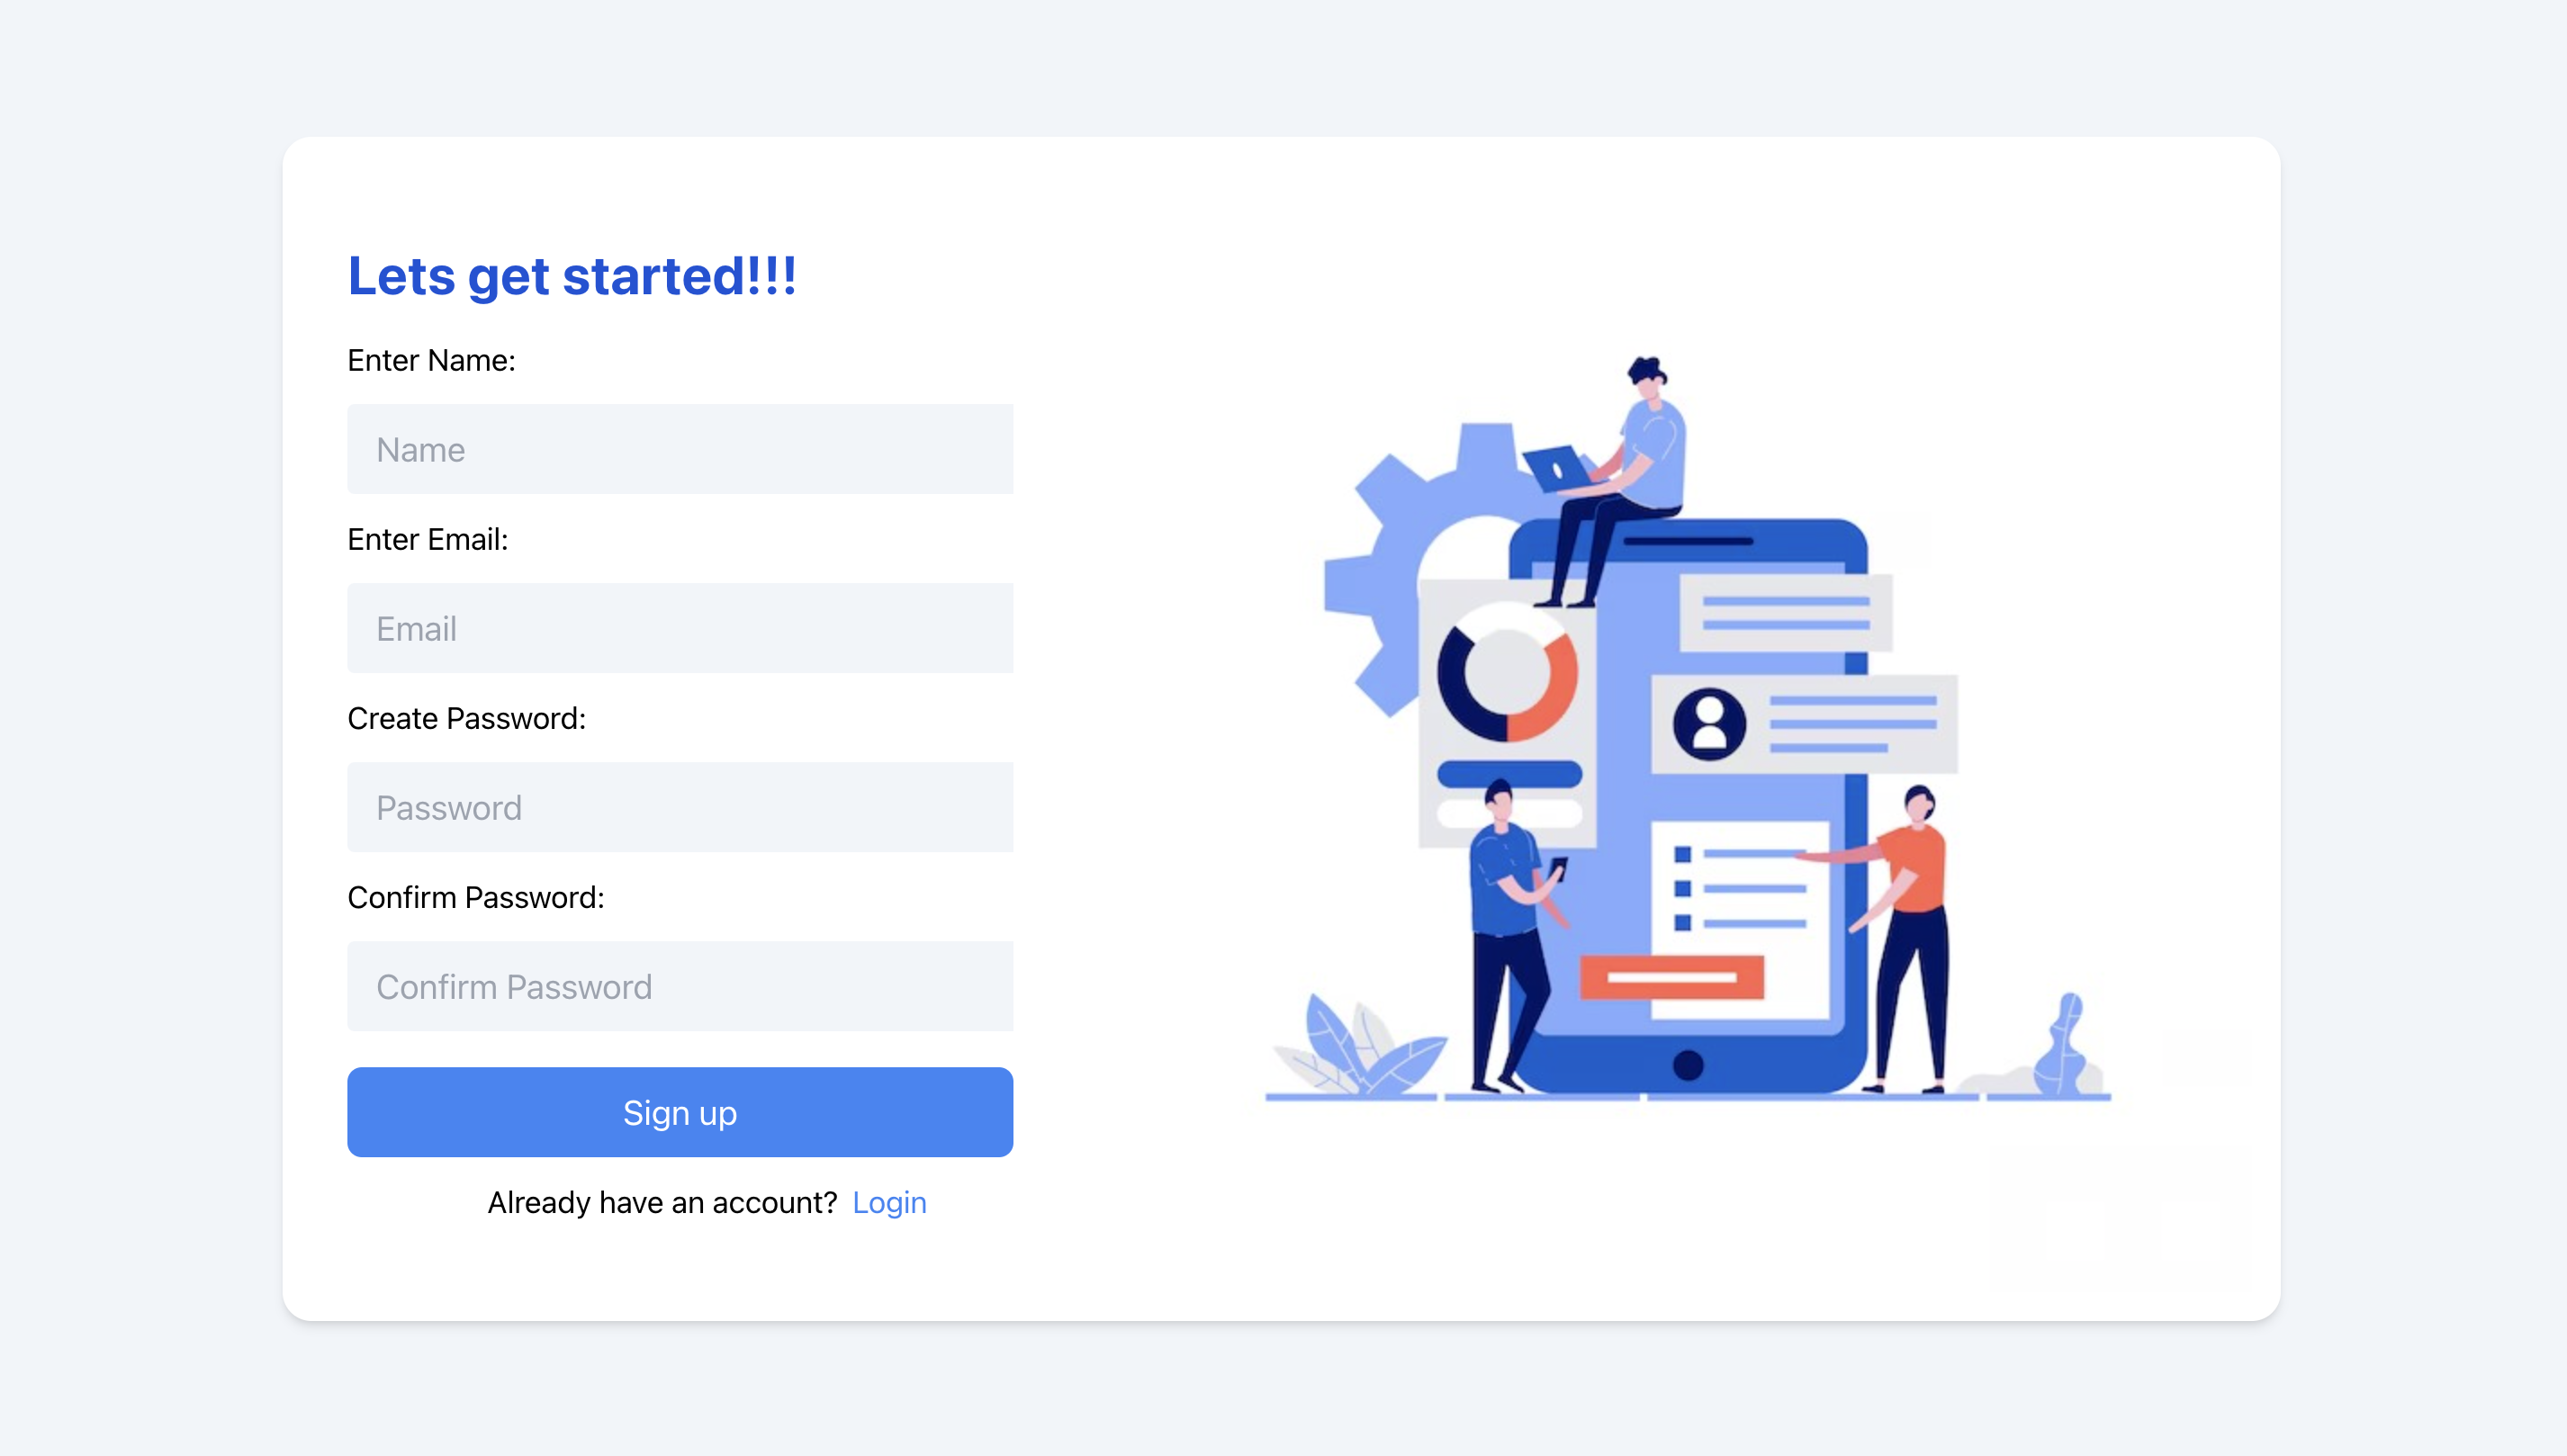 Lets get started!!!
Enter Name:
Name
Enter Email:
Email
Create Password:
Password
Confirm Password:
Confirm Password
Sign up
Already have an account? Login